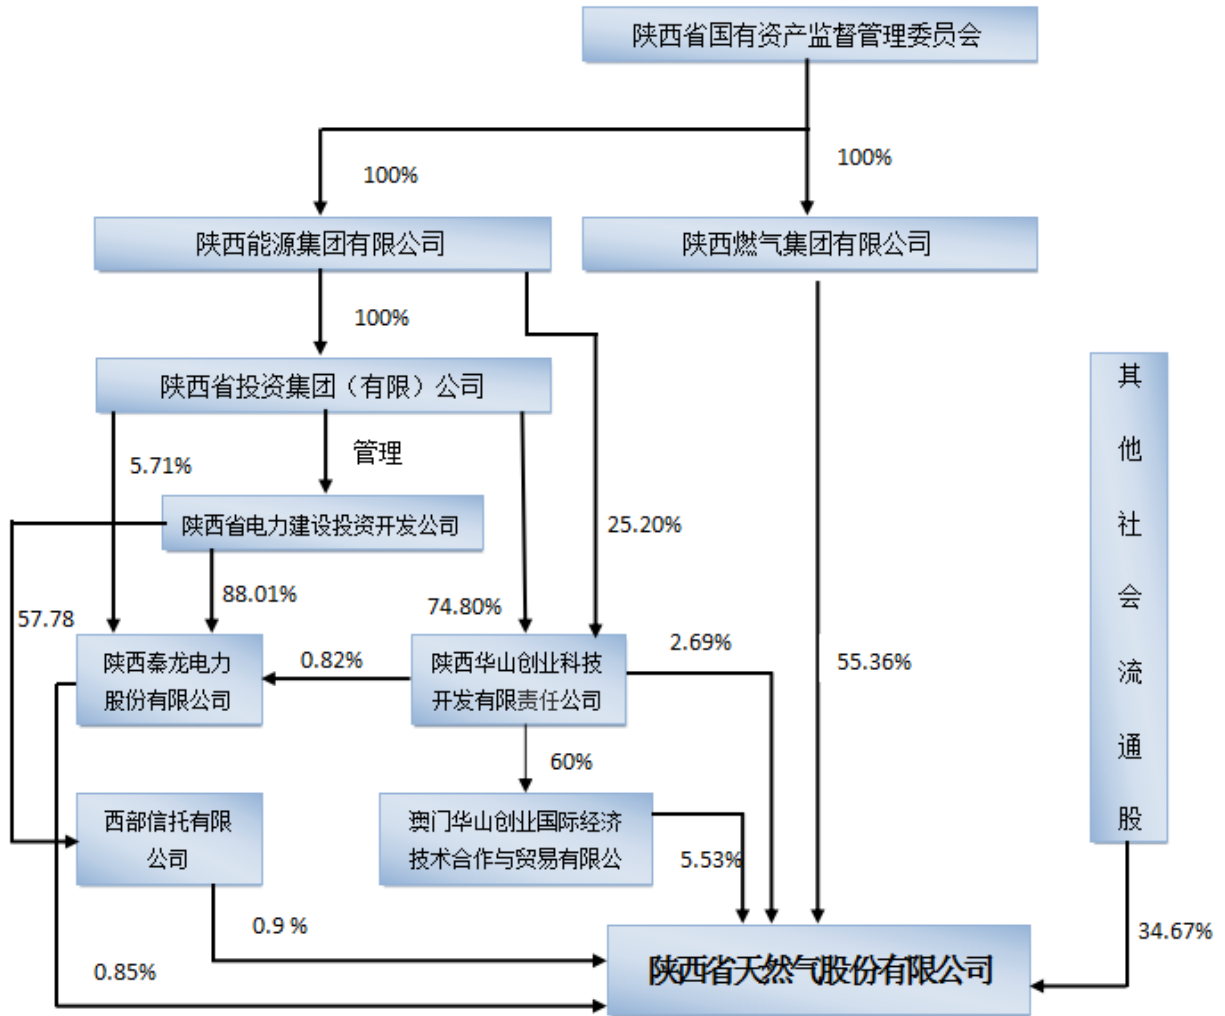 陕西省国有资产监督管理委员会
100%
100%
陕西能源集团有限公司
陕西燃气集团有限公司
100%
陕西省投资集团（有限）公司
管理
5.71%
陕西省电力建设投资开发公司
25.20%
88.01%
74.80%
57.78
陕西秦龙电力
股份有限公司
0.82%
陕西华山创业科技
开发有限责任公司
2.69%
55.36%
60%
西部信托有限
公司
澳门华山创业国际经济
技术合作与贸易有限公
5.53%
0.9 %
0.85%
陕西省天然气股份有限公司
34.67%
其
他
社
会
流
通
股